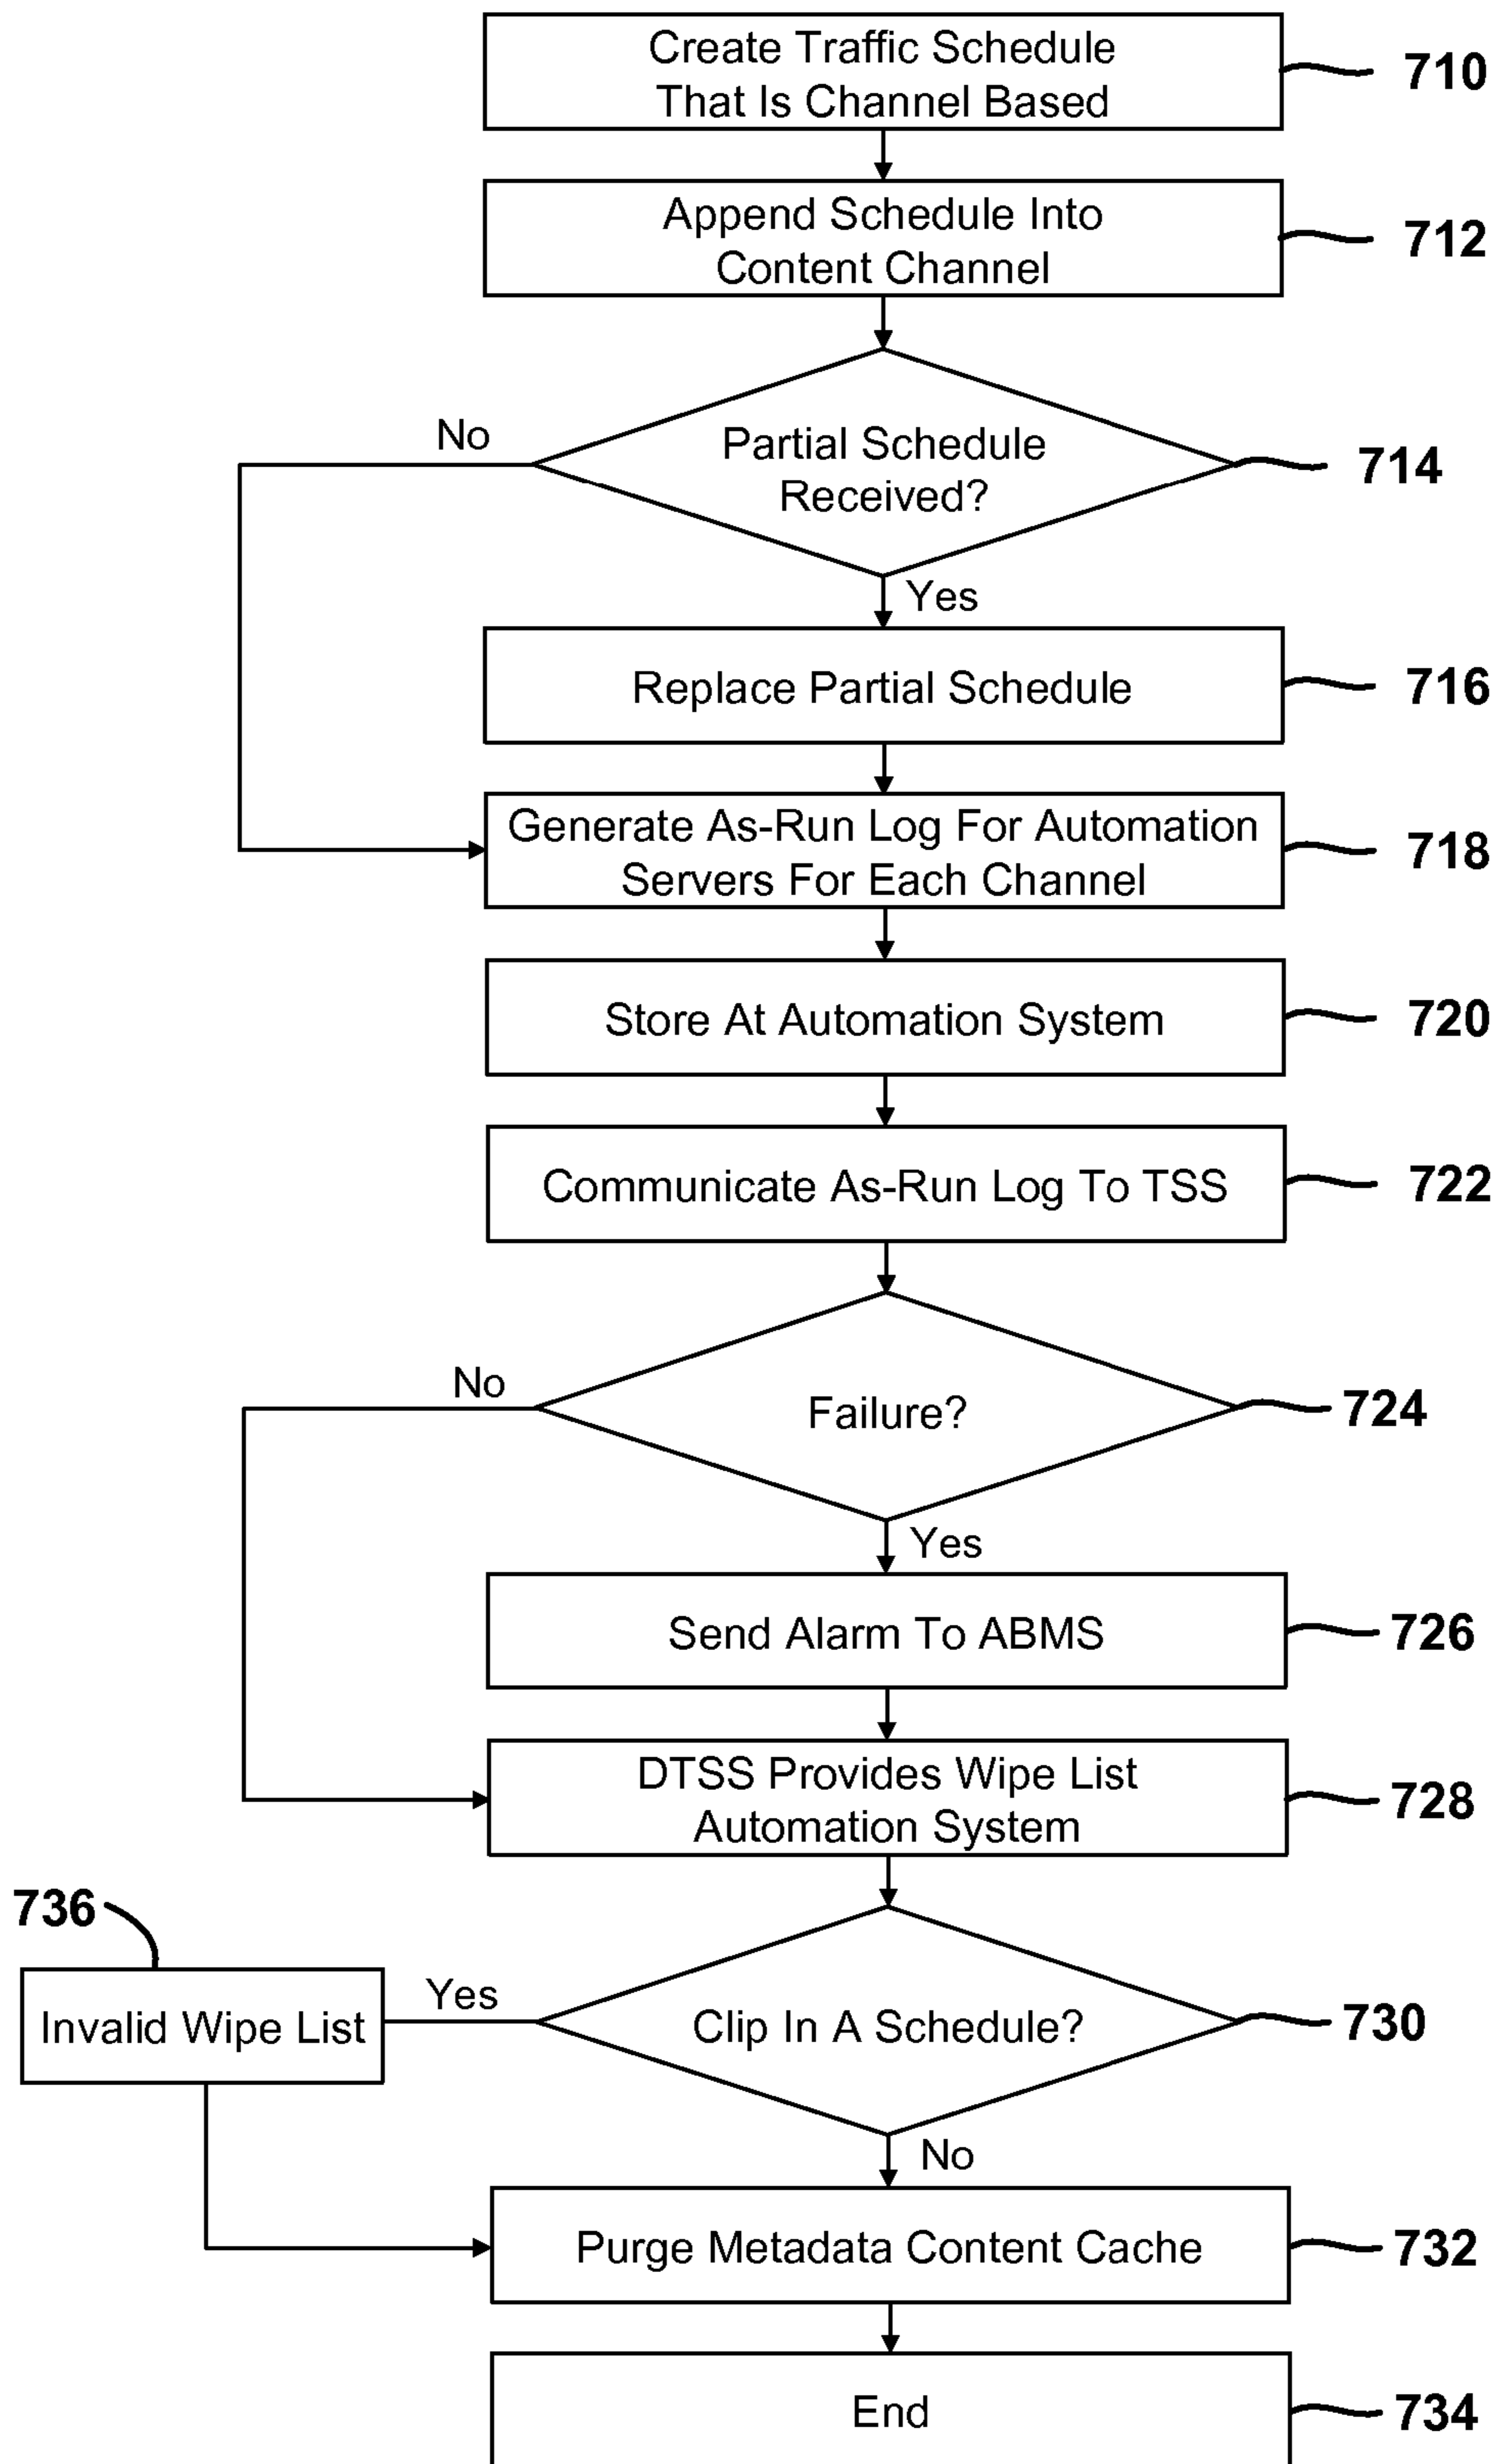 Create Traffic Schedule
That Is Channel Based
710
Append Schedule Into
Content Channel
712
No
Partial Schedule
Received?
714
Yes
Replace Partial Schedule
716
Generate As-Run Log For Automation
Servers For Each Channel
718
Store At Automation System
720
Communicate As-Run Log To TSS
722
No
Failure?
724
Yes
Send Alarm To ABMS
726
DTSS Provides Wipe List
Automation System
728
736
Invalid Wipe List
Yes
Clip In A Schedule?
730
No
Purge Metadata Content Cache
732
End
734